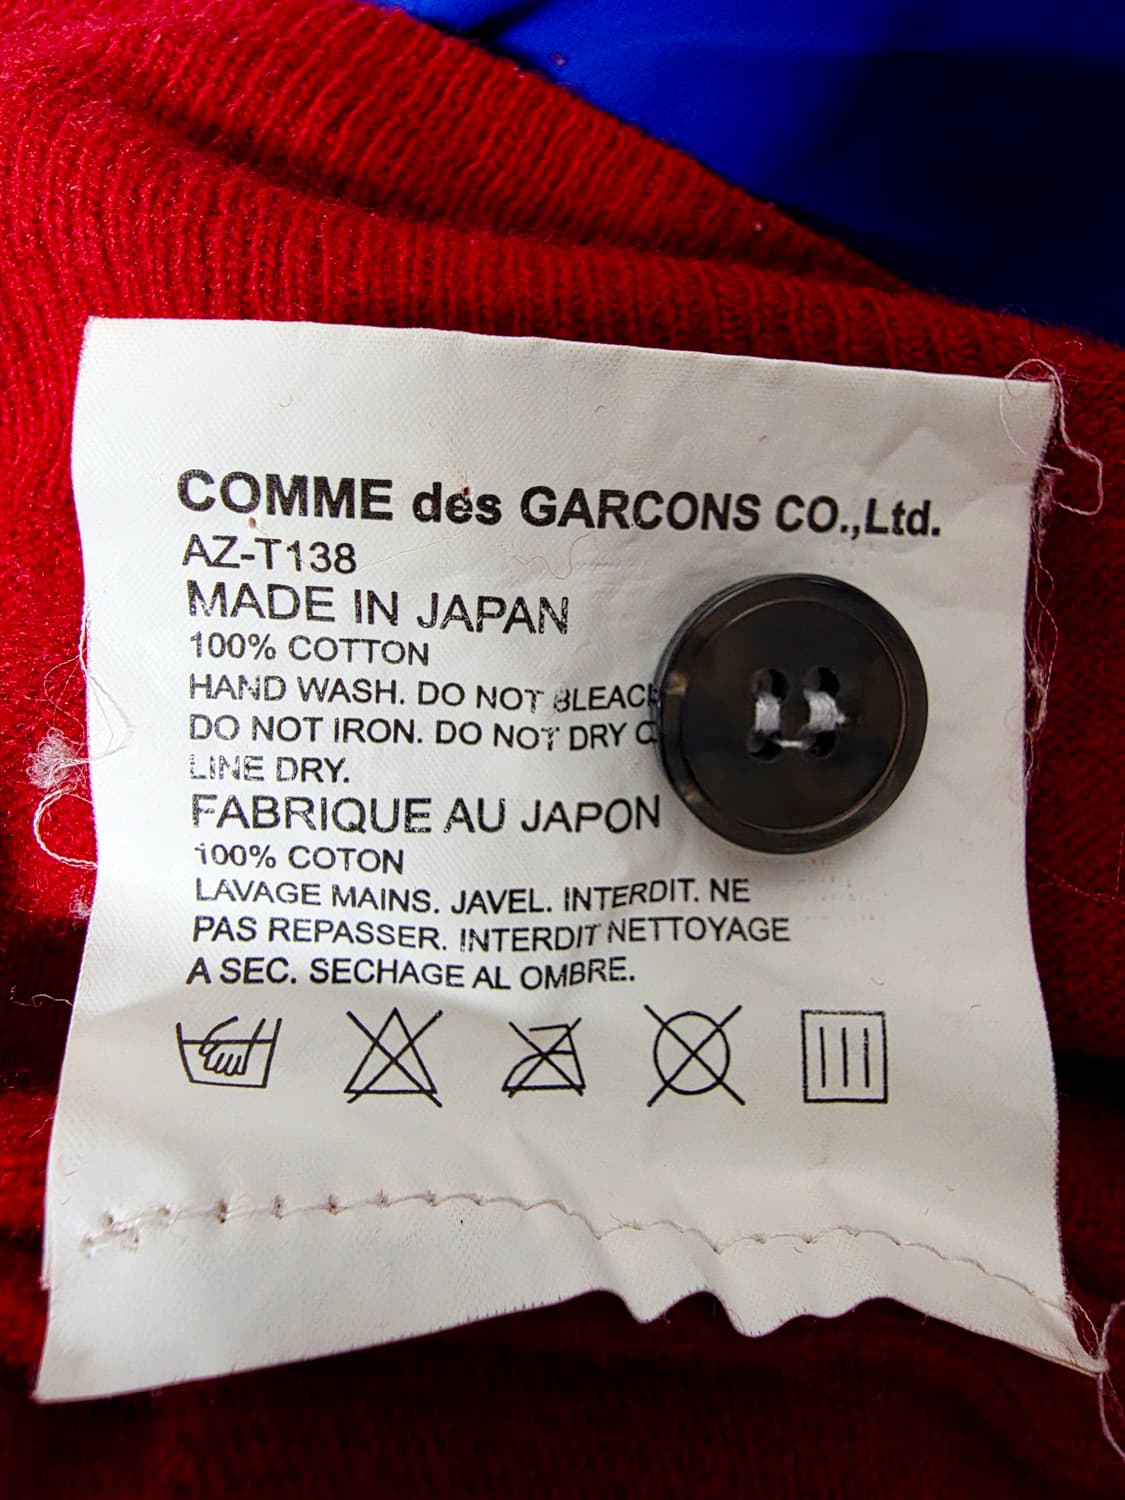 COMME des GARCONS CO.,Ltd.
AZ-T138
MADE IN JAPAN
100% COTTON
HAND WASH. DO NOT BLEACH
DO NOT IRON. DO NOT DRY
LINE DRY.
FABRIQUE AU JAPON
100% COTON
LAVAGE MAINS. JAVEL. INTERDIT. NE
PAS REPASSER. INTERDIT NETTOYAGE
A SEC. SECHAGE AL OMBRE.